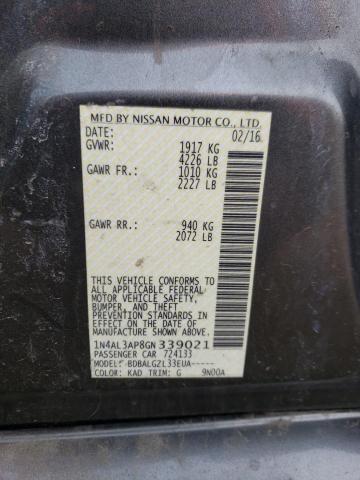 MFD BY NISSAN MOTOR CO., LTD.
DATE: 02/16
GVWR: 1917 KG
4226 LB
GAWR FR.: 1010 KG
2227 LB
GAWR RR.: 940 KG
2072 LB
THIS VEHICLE CONFORMS TO
ALL APPLICABLE FEDERAL
MOTOR VEHICLE SAFETY,
BUMPER, AND THEFT
PREVENTION STANDARDS IN
EFFECT ON THE DATE
OF MANUFACTURE SHOWN
ABOVE.
1N4AL3AP8GN 339021
PASSENGER CAR 724133
MODEL: BDBALGZL33EUA-----
COLOR: KAD TRIM: G 9N00A